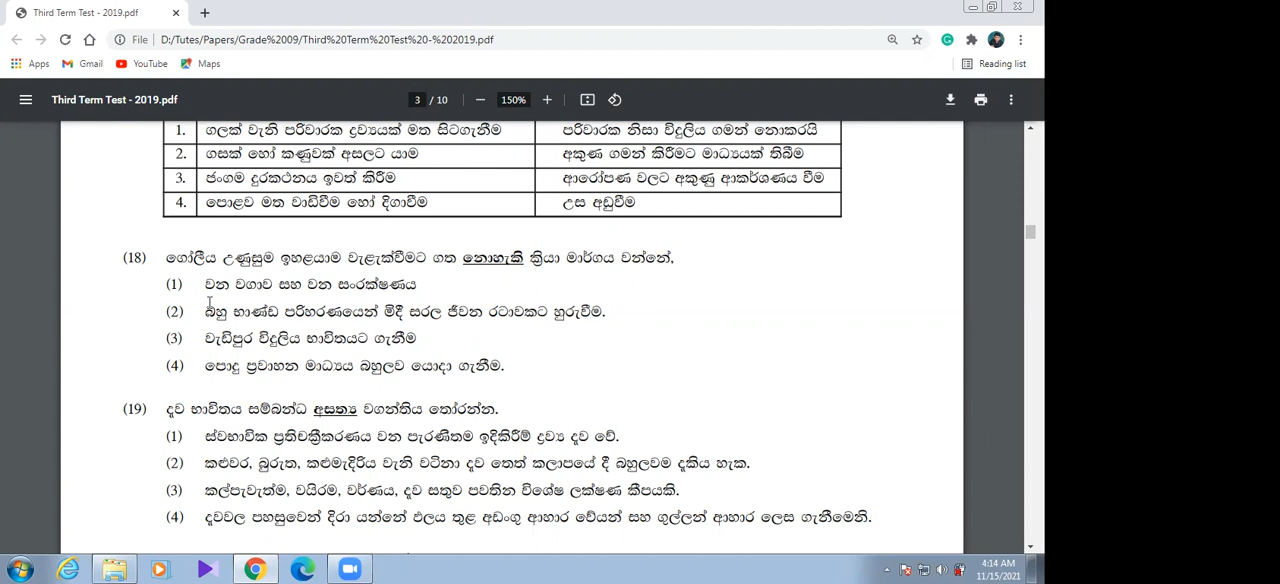 Third Term Test - 2019.pdf
File D:/Tutes/Papers/Grade%2009/Third%20Term%20Test%20-%202019.pdf
Apps Gmail YouTube Maps Reading list
Third Term Test - 2019.pdf 3 / 10 150%
1. ගලක් වැනි පරිවාරක ද්‍රව්‍යයක් මත සිටගැනීම පරිවාරක නිසා විදුලිය ගමන් නොකරයි
2. ගසක් හෝ කණුවක් අසලට යාම අකුණ ගමන් කිරීමට මාධ්‍යයක් තිබීම
3. ජංගම දුරකථනය ඉවත් කිරීම ආරෝපණ වලට අකුණු ආකර්ශණය වීම
4. පොළව මත වාඩිවීම හෝ දිගාවීම උස අඩුවීම
(18) ගෝලීය උණුසුම ඉහළයාම වැළැක්වීමට ගත නොහැකි ක්‍රියා මාර්ගය වන්නේ,
(1) වන වගාව සහ වන සංරක්ෂණය
(2) බහු භාණ්ඩ පරිහරණයෙන් මිදී සරල ජීවන රටාවකට හුරුවීම.
(3) වැඩිපුර විදුලිය භාවිතයට ගැනීම
(4) පොදු ප්‍රවාහන මාධ්‍යය බහුලව යොදා ගැනීම.
(19) දැව භාවිතය සම්බන්ධ අසත්‍ය වගන්තිය තෝරන්න.
(1) ස්වභාවික ප්‍රතිචක්‍රීකරණය වන පැරණිතම ඉදිකිරීම් ද්‍රව්‍ය දැව වේ.
(2) කළුවර, බුරුත, කළුමැදිරිය වැනි වටිනා දැව තෙත් කලාපයේ දී බහුලවම දැකිය හැක.
(3) කල්පැවැත්ම, වයිරම, වර්ණය, දැව සතුව පවතින විශේෂ ලක්ෂණ කීපයකි.
(4) දැවවල පහසුවෙන් දිරා යන්නේ ඵලය තුළ අඩංගු ආහාර වේයන් සහ ගුල්ලන් ආහාර ලෙස ගැනීමෙනි.
4:14 AM
11/15/2021